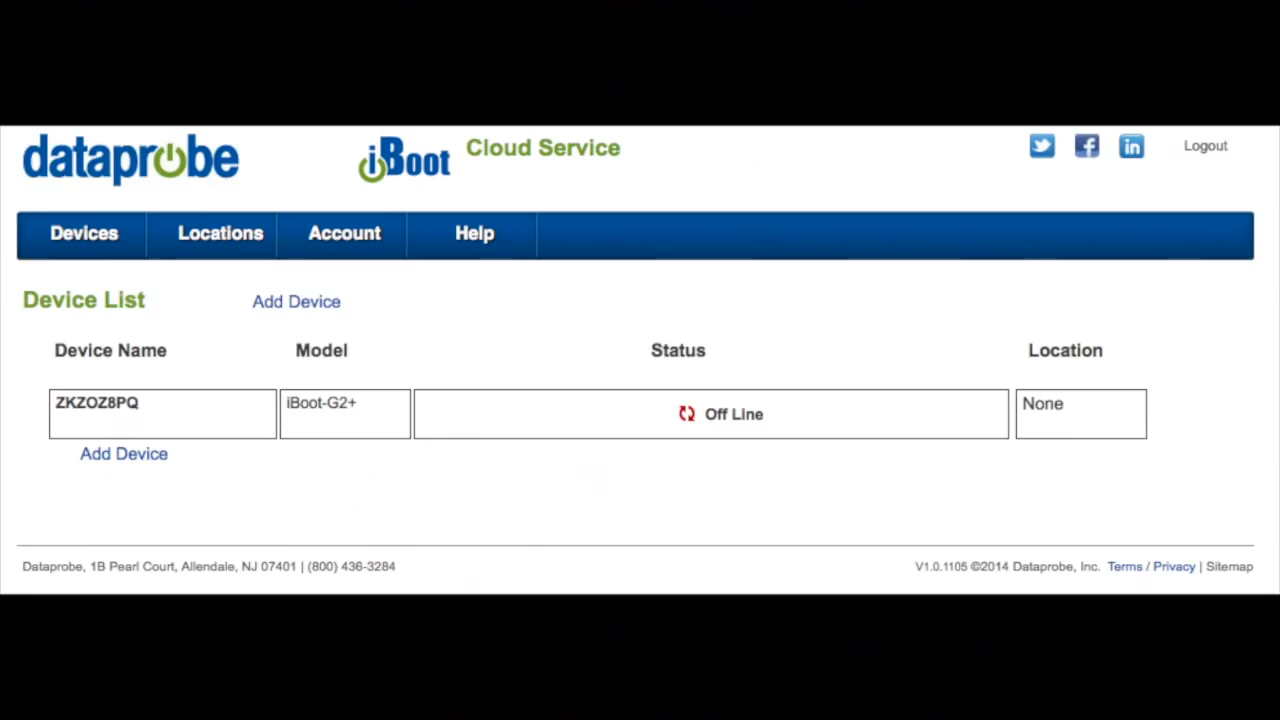 dataprobe iBoot Cloud Service Logout
Devices Locations Account Help
Device List Add Device
Device Name Model Status Location
ZKZOZ8PQ iBoot-G2+ Off Line None
Add Device
Dataprobe, 1B Pearl Court, Allendale, NJ 07401 | (800) 436-3284 V1.0.1105 ©2014 Dataprobe, Inc. Terms / Privacy | Sitemap